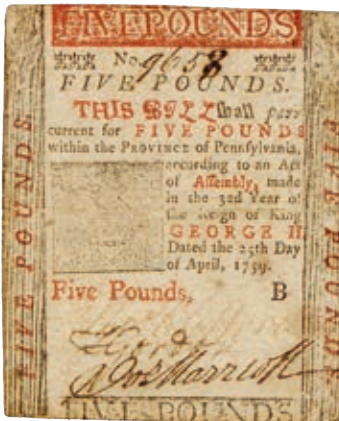 FIVE POUNDS
No. 9658
FIVE POUNDS.
THIS BILL shall pass
current for FIVE POUNDS
within the PROVINCE of Pennſylvania,
according to an Act
of Aſſembly, made
in the 32d Year of
the Reign of King
GEORGE II.
Dated the 25th Day
of April, 1759.
Five Pounds, B
FIVE POUNDS
FIVE POUNDS
FIVE POUNDS